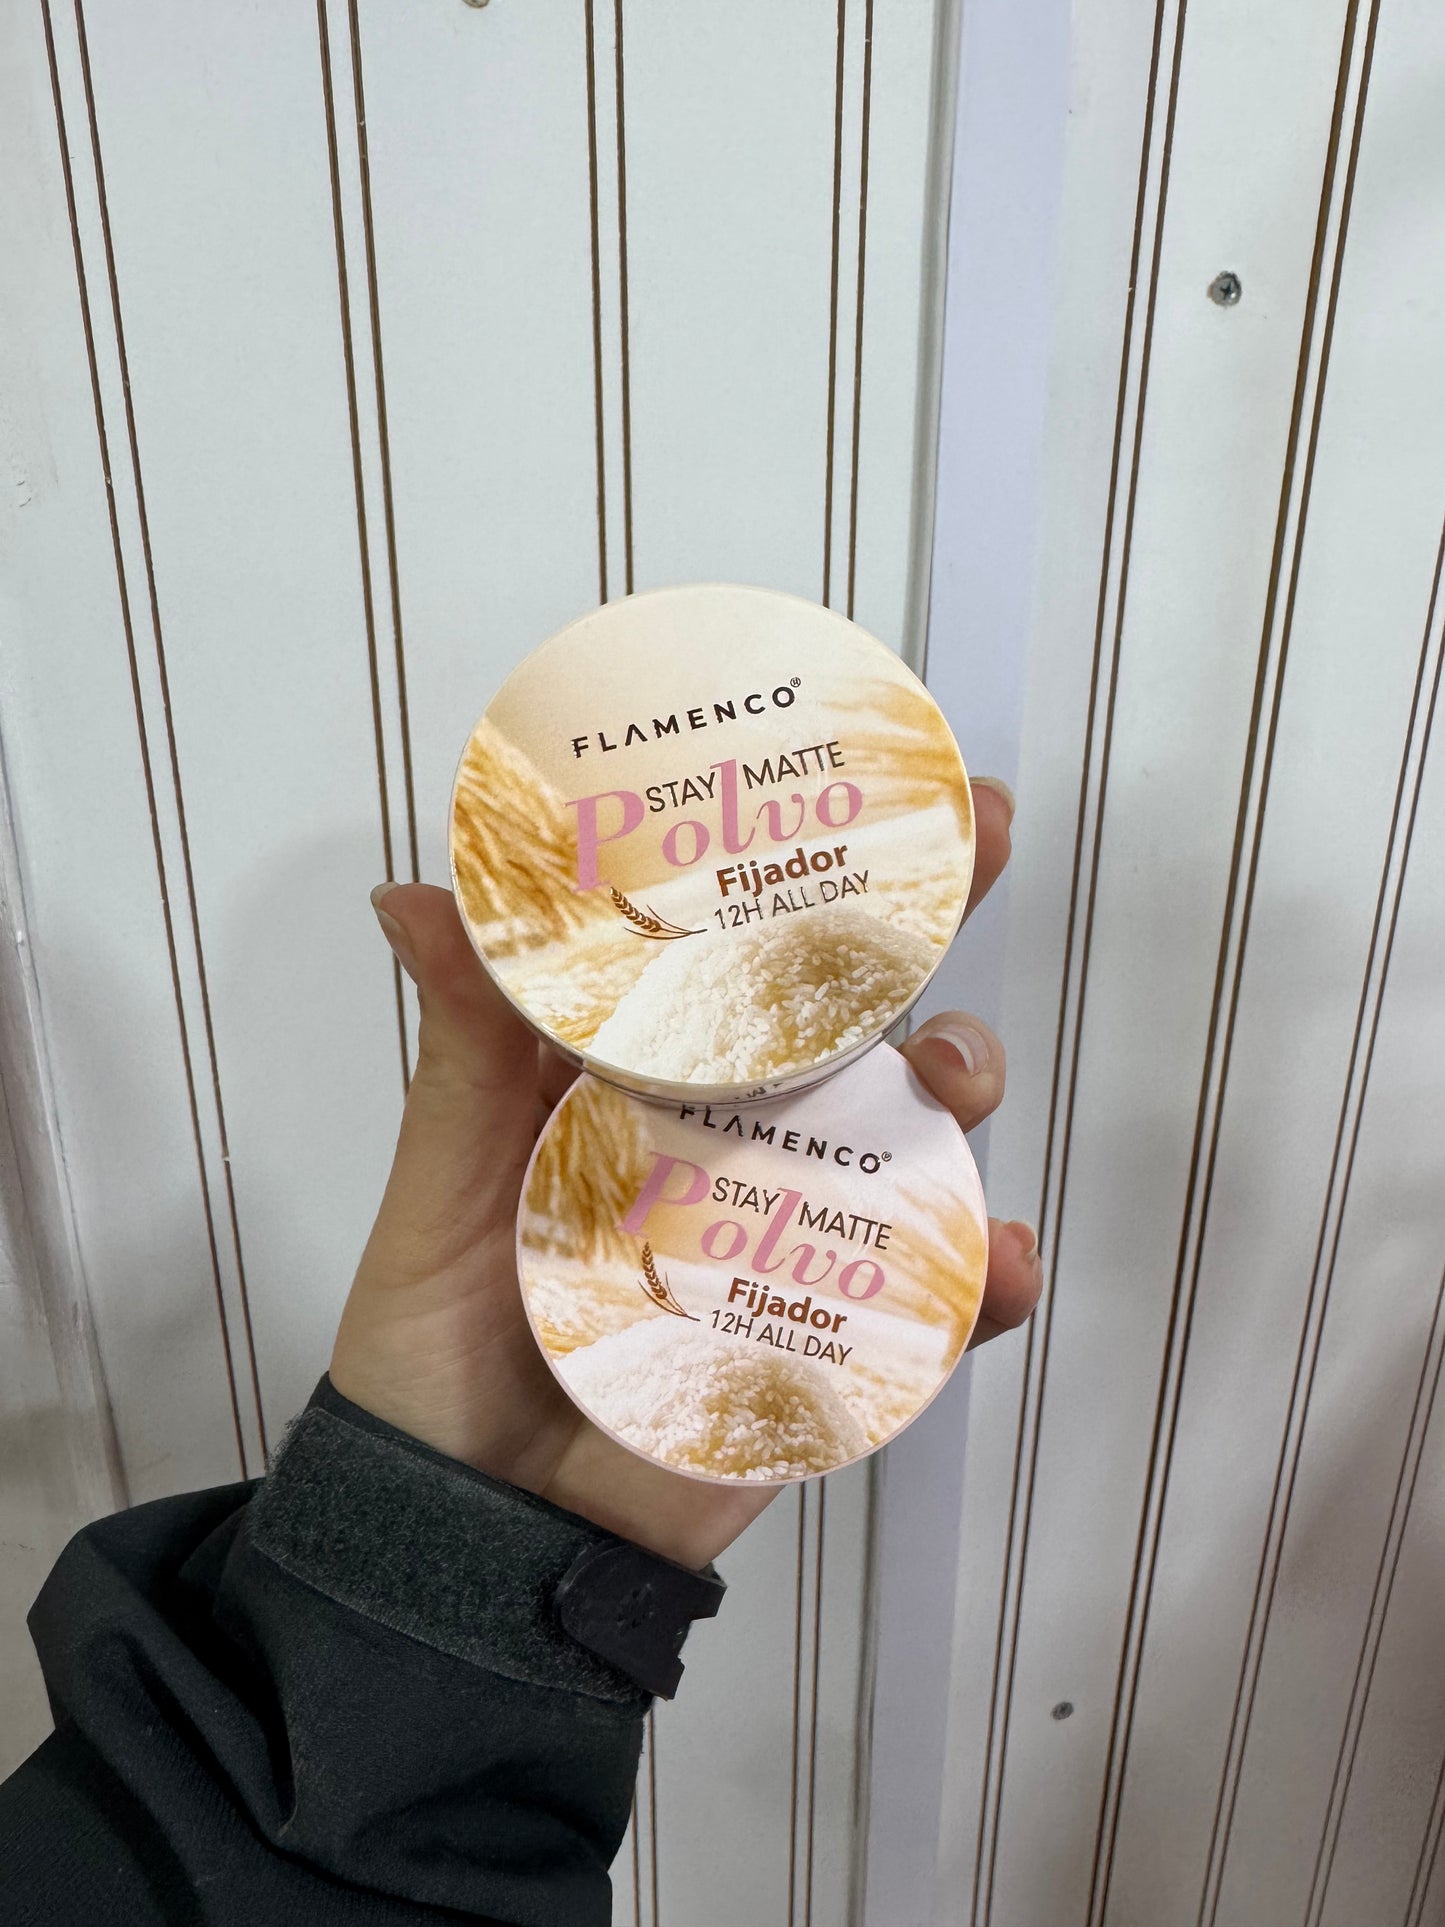 FLAMENCO®
STAY MATTE
Polvo
Fijador
12H ALL DAY
FLAMENCO®
STAY MATTE
Polvo
Fijador
12H ALL DAY